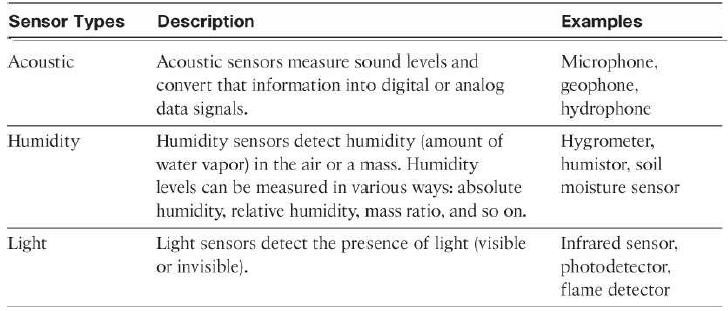 Sensor Types Description Examples
Acoustic Acoustic sensors measure sound levels and Microphone,
convert that information into digital or analog geophone,
data signals. hydrophone
Humidity Humidity sensors detect humidity (amount of Hygrometer,
water vapor) in the air or a mass. Humidity humistor, soil
levels can be measured in various ways: absolute moisture sensor
humidity, relative humidity, mass ratio, and so on.
Light Light sensors detect the presence of light (visible Infrared sensor,
or invisible). photodetector,
flame detector